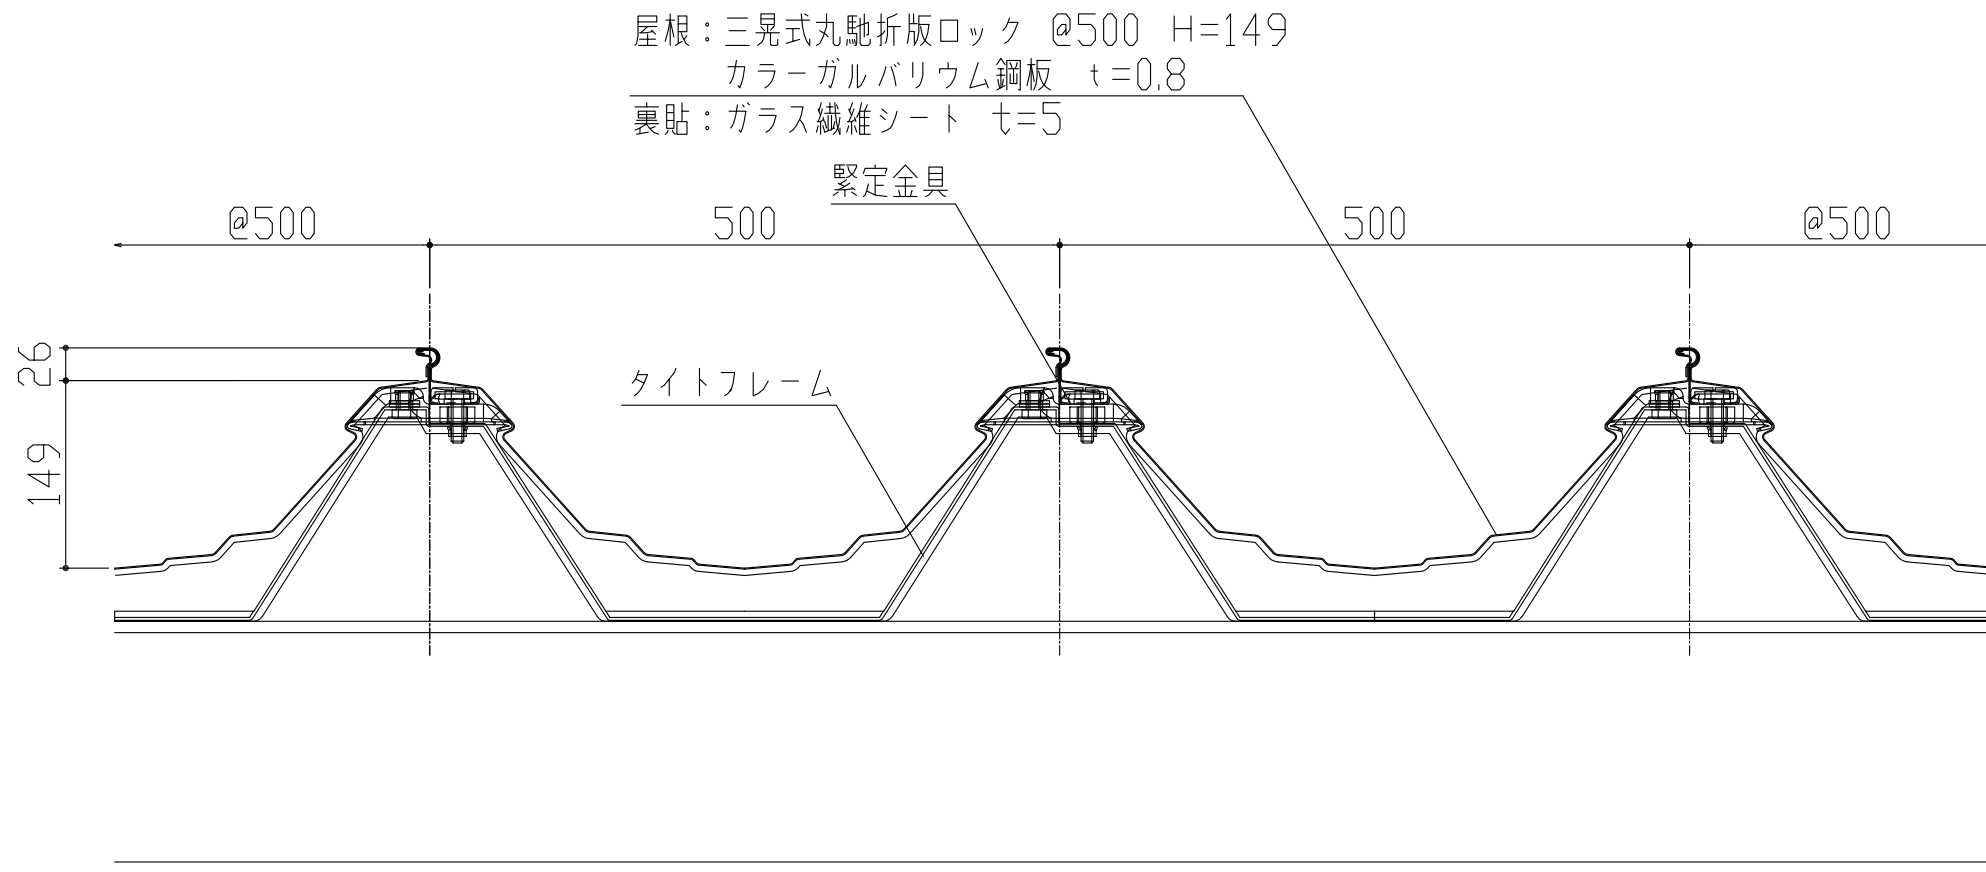 屋根：三晃式丸馳折版ロック @500 H=149
カラーガルバリウム鋼板 t=0.8
裏貼：ガラス繊維シート t=5
緊定金具
@500 500 500 @500
26
タイトフレーム
149